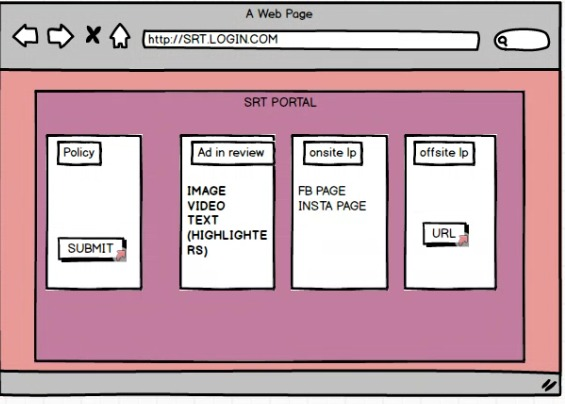 A Web Page
http://SRT.LOGIN.COM
SRT PORTAL
Policy
SUBMIT
Ad in review
IMAGE
VIDEO
TEXT
(HIGHLIGHTE
RS)
onsite lp
FB PAGE
INSTA PAGE
offsite lp
URL